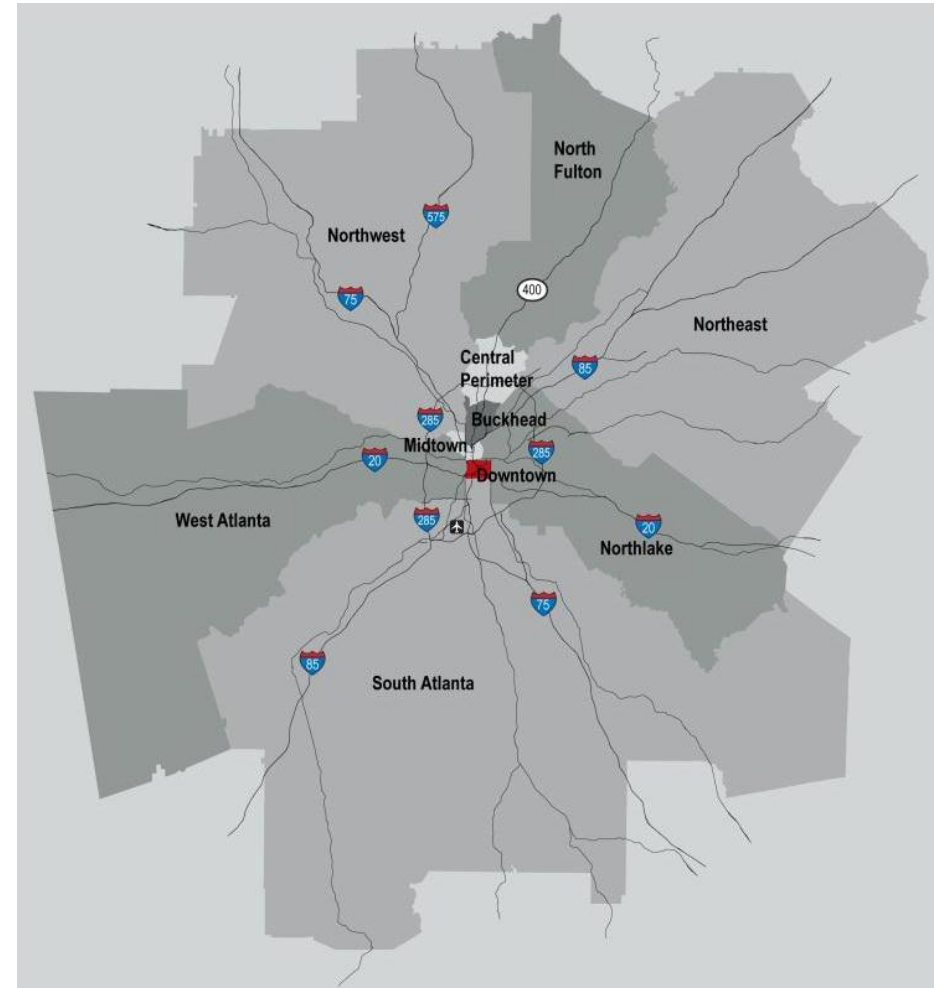 North
Fulton
575
Northwest
400
75
Northeast
Central
Perimeter
85
285
Buckhead
Midtown
285
20
Downtown
West Atlanta
285
20
Northlake
75
85
South Atlanta